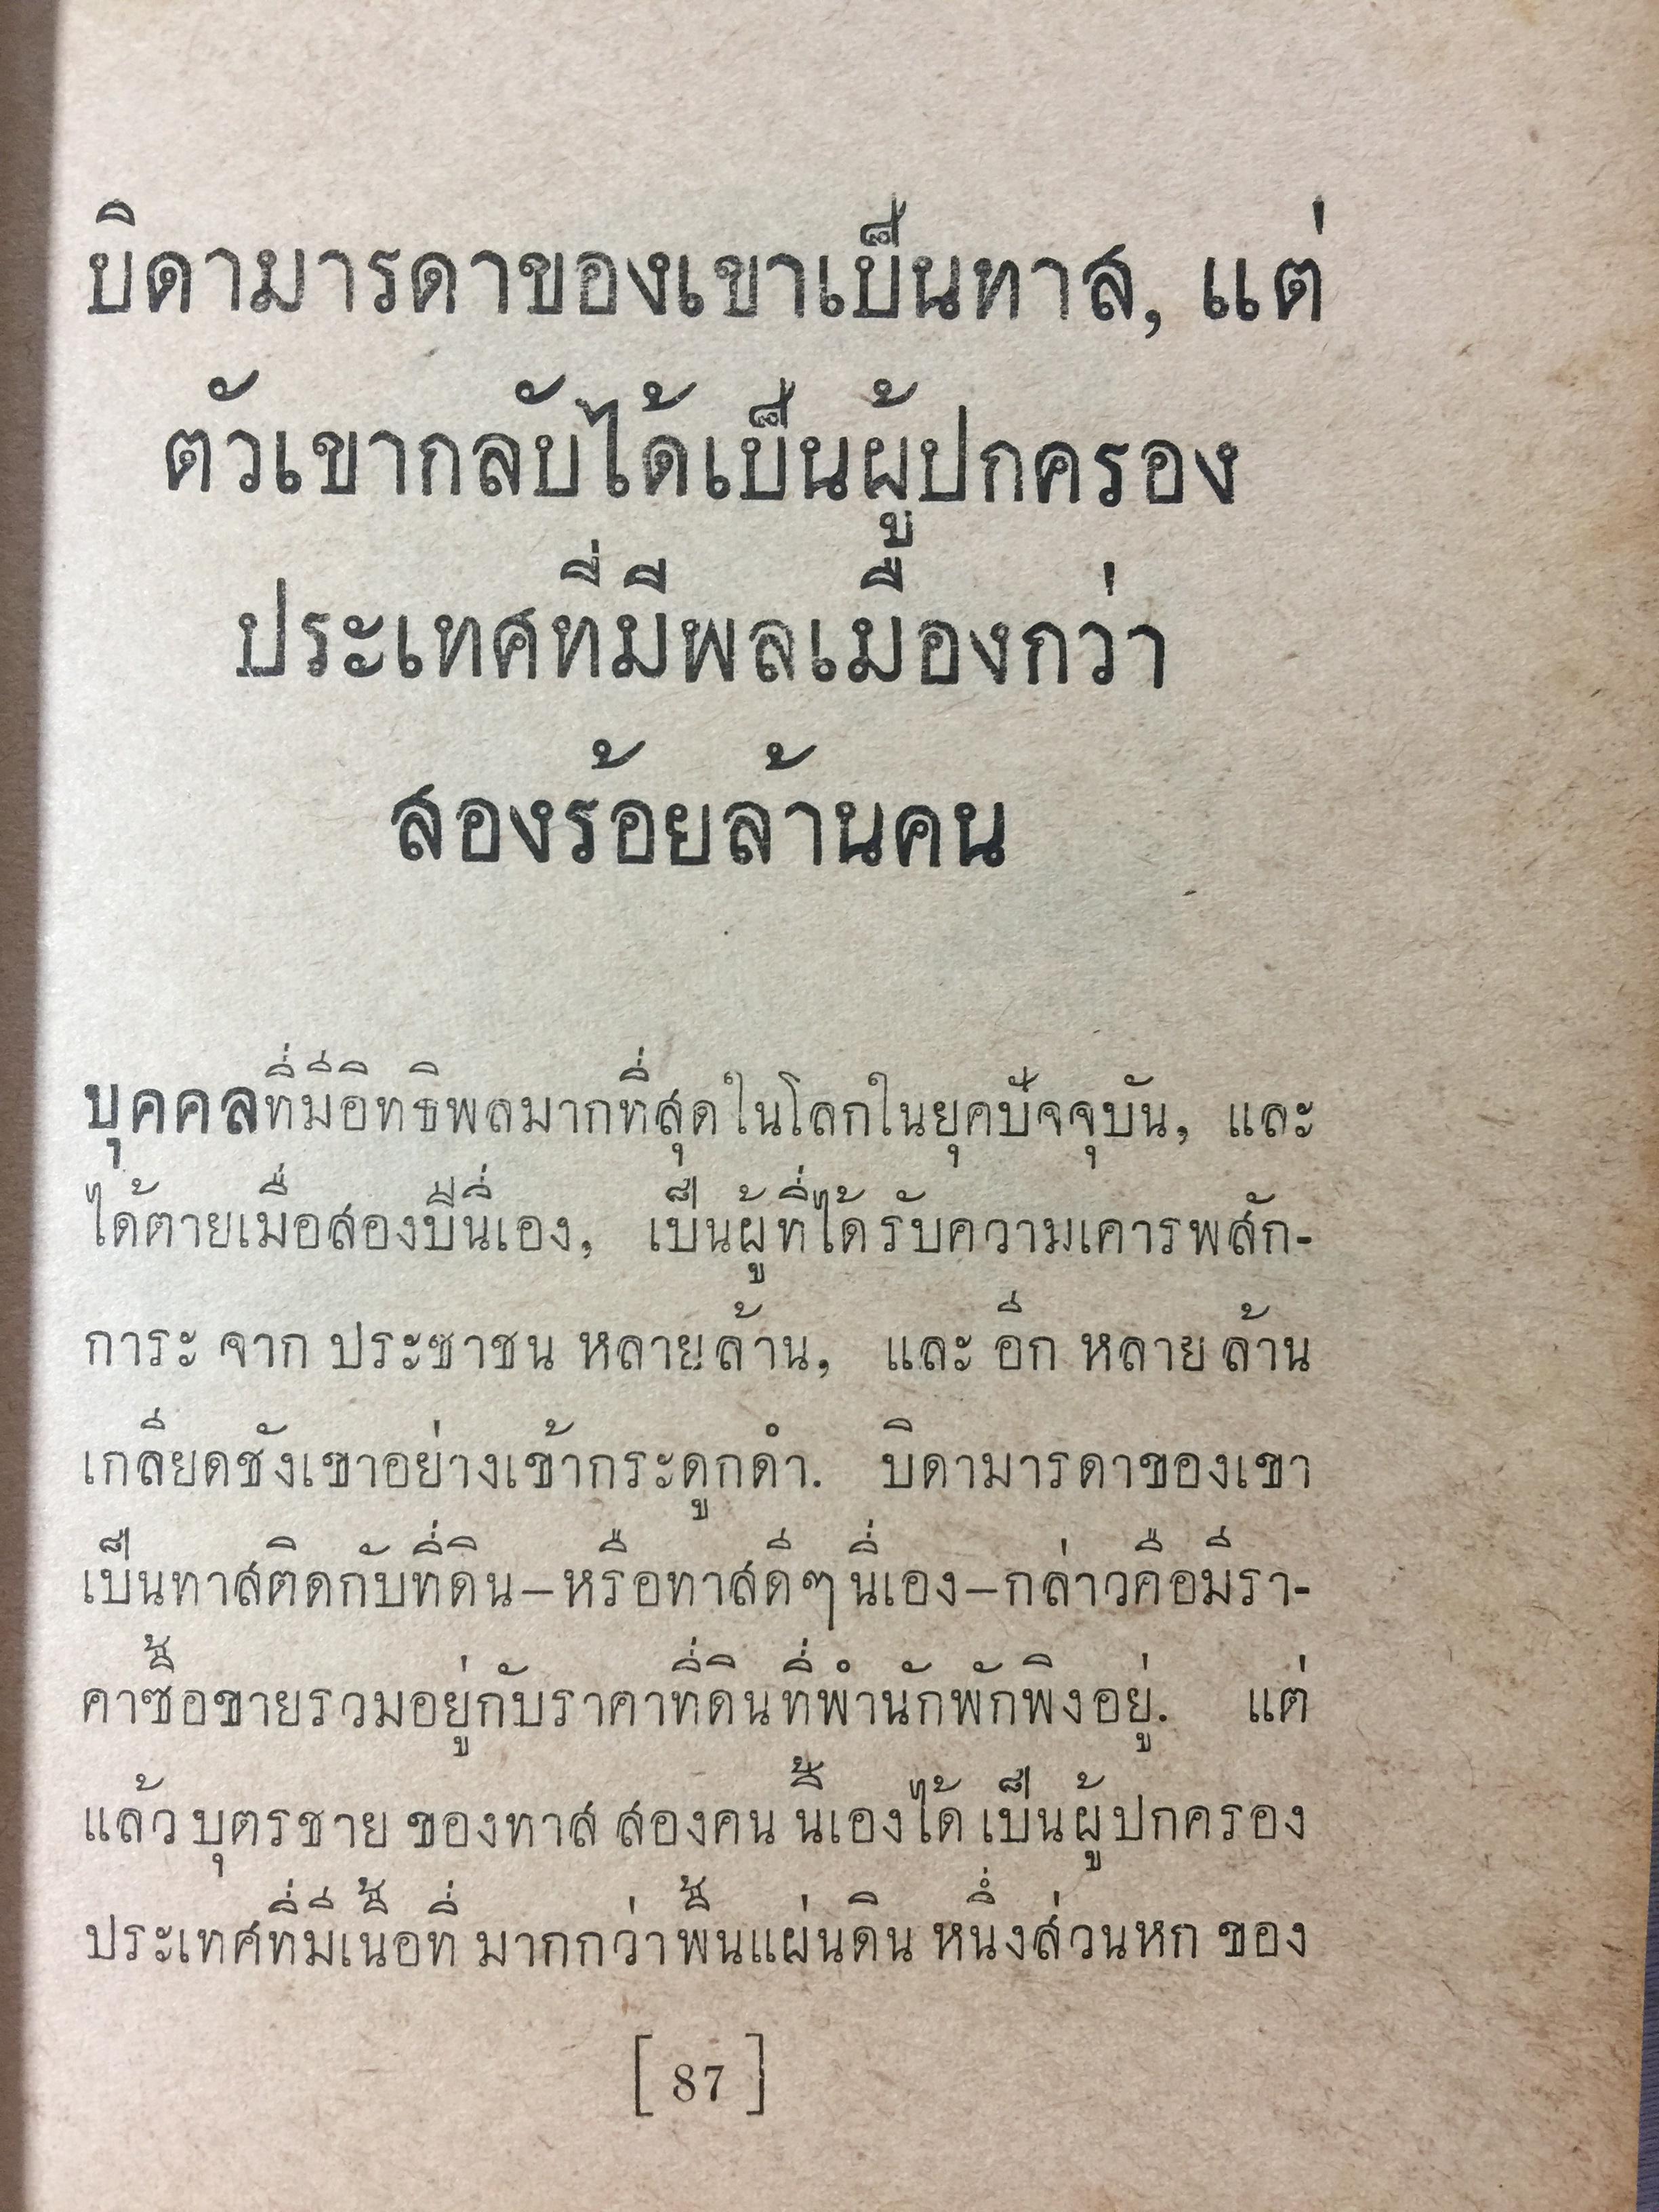 บิดามารดาของเขาเป็นทาส, แต่
ตัวเขากลับได้เป็นผู้ปกครอง
ประเทศที่มีพลเมืองกว่า
สองร้อยล้านคน
บุคคลที่มีอิทธิพลมากที่สุดในโลกในยุคปัจจุบัน, และ
ได้ตายเมื่อสองปีนี่เอง, เป็นผู้ที่ได้รับความเคารพสัก-
การะ จาก ประชาชน หลายล้าน, และ อีก หลาย ล้าน
เกลียดชังเขาอย่างเข้ากระดูกดำ. บิดามารดาของเขา
เป็นทาสติดกับที่ดิน—หรือทาสดีๆ นี่เอง—กล่าวคือมีรา-
คาซื้อขายรวมอยู่กับราคาที่ดินที่พำนักพักพิงอยู่. แต่
แล้ว บุตรชาย ของทาส สองคน นี้เองได้ เป็นผู้ปกครอง
ประเทศที่มีเนื้อที่ มากกว่าพื้นแผ่นดิน หนึ่งส่วนหก ของ
[ 87 ]